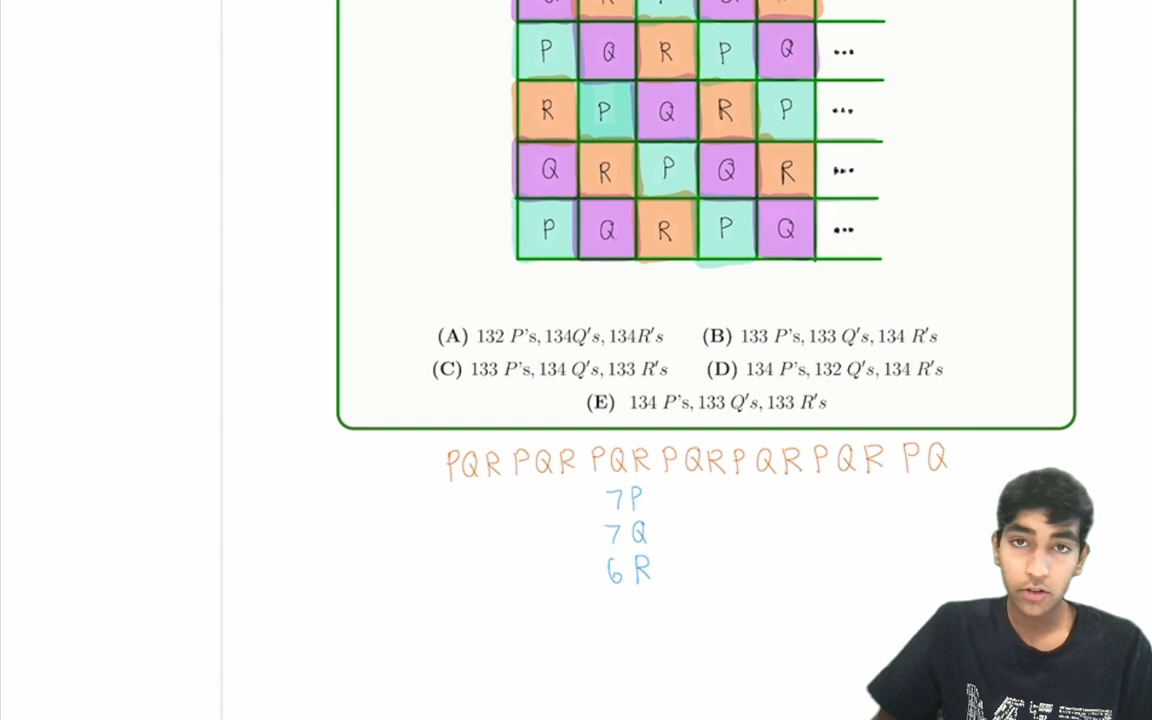 P Q R P Q ...
R P Q R P ...
Q R P Q R ...
P Q R P Q ...
(A) 132 P's, 134Q's, 134R's (B) 133 P's, 133 Q's, 134 R's
(C) 133 P's, 134 Q's, 133 R's (D) 134 P's, 132 Q's, 134 R's
(E) 134 P's, 133 Q's, 133 R's
PQR PQR PQR PQR PQR PQR PQ
7P
7Q
6R